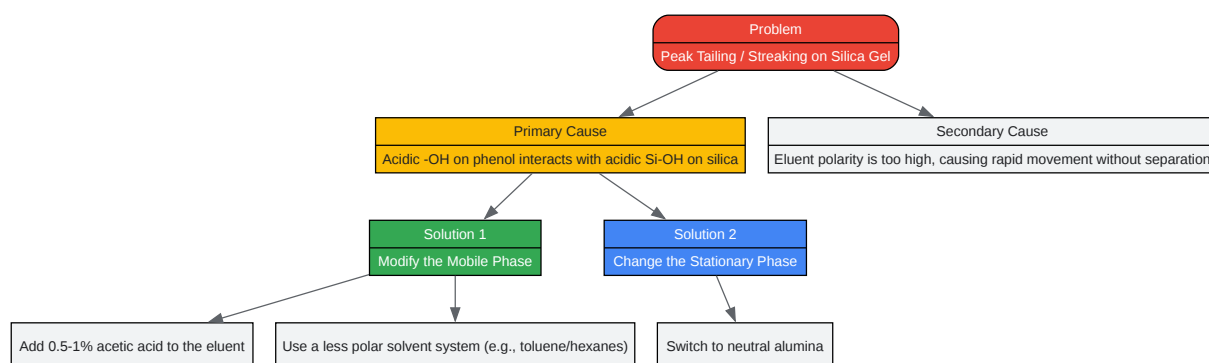 Problem
Peak Tailing / Streaking on Silica Gel
Primary Cause
Acidic -OH on phenol interacts with acidic Si-OH on silica
Secondary Cause
Eluent polarity is too high, causing rapid movement without separation
Solution 1
Modify the Mobile Phase
Solution 2
Change the Stationary Phase
Add 0.5-1% acetic acid to the eluent
Use a less polar solvent system (e.g., toluene/hexanes)
Switch to neutral alumina